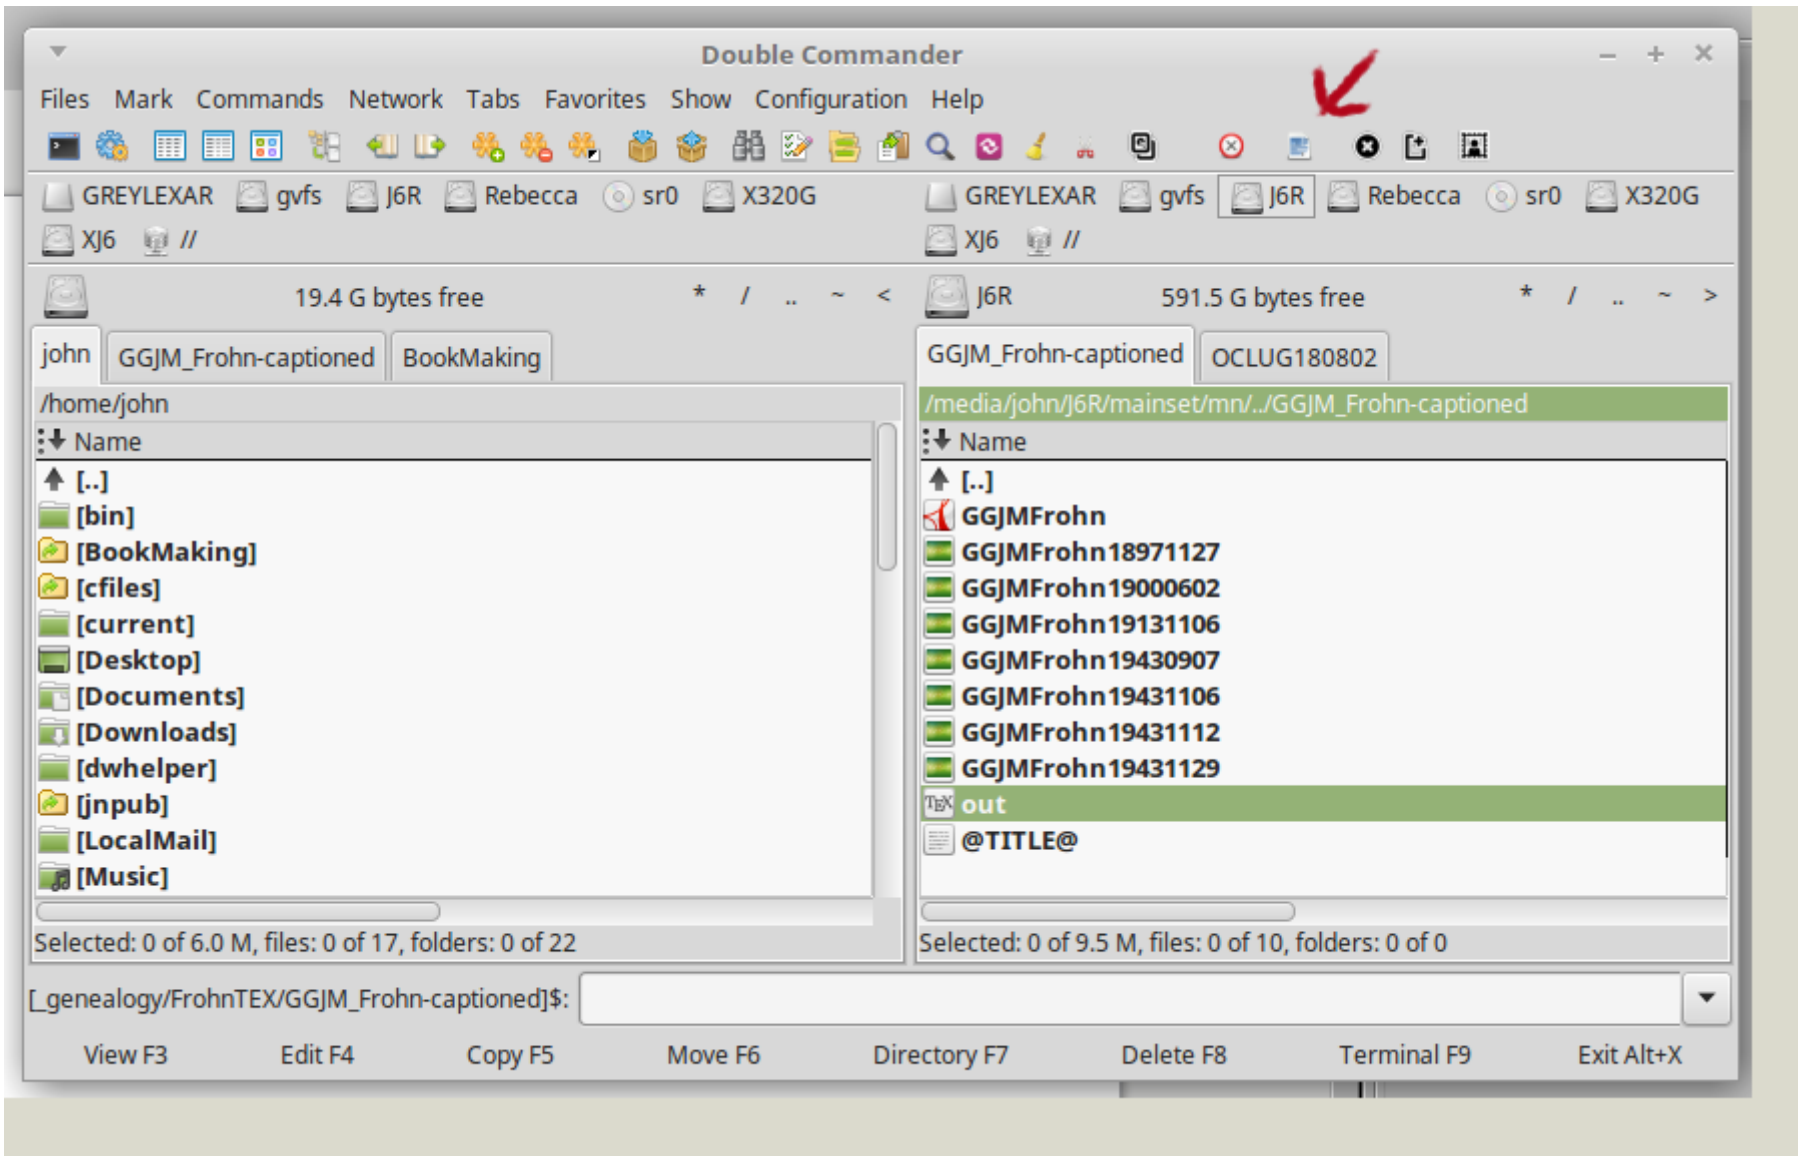 Double Commander
Files Mark Commands Network Tabs Favorites Show Configuration Help
GREYLEXAR gvfs J6R Rebecca sr0 X320G
XJ6 //
19.4 G bytes free * / .. ~ <
john GGJM_Frohn-captioned BookMaking
/home/john
Name
[..]
[bin]
[BookMaking]
[cfiles]
[current]
[Desktop]
[Documents]
[Downloads]
[dwhelper]
[jnpub]
[LocalMail]
[Music]
Selected: 0 of 6.0 M, files: 0 of 17, folders: 0 of 22
GREYLEXAR gvfs J6R Rebecca sr0 X320G
XJ6 //
J6R 591.5 G bytes free * / .. ~ >
GGJM_Frohn-captioned OCLUG180802
/media/john/J6R/mainset/mn/../GGJM_Frohn-captioned
Name
[..]
GGJMFrohn
GGJMFrohn18971127
GGJMFrohn19000602
GGJMFrohn19131106
GGJMFrohn19430907
GGJMFrohn19431106
GGJMFrohn19431112
GGJMFrohn19431129
TEX out
@TITLE@
Selected: 0 of 9.5 M, files: 0 of 10, folders: 0 of 0
[_genealogy/FrohnTEX/GGJM_Frohn-captioned]$:
View F3 Edit F4 Copy F5 Move F6 Directory F7 Delete F8 Terminal F9 Exit Alt+X